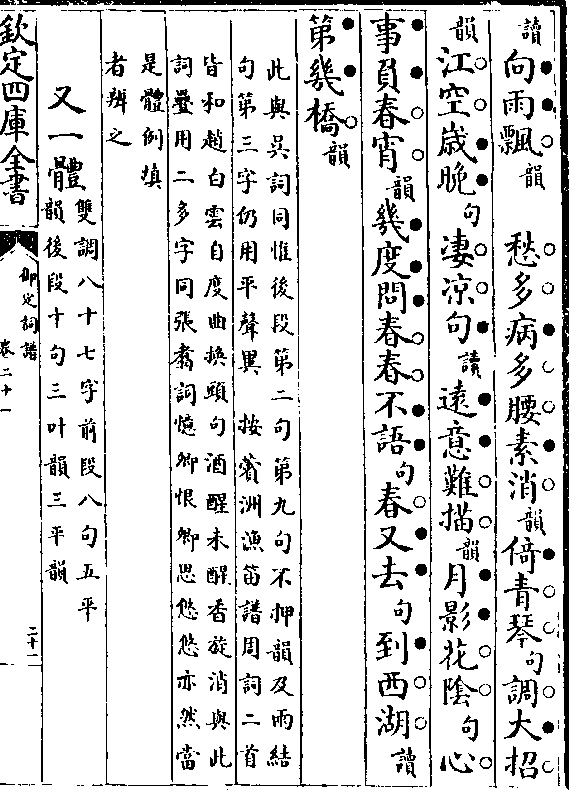 讀向雨飄韻　愁多病多腰素消韻倚青琴句調大招
韻江空歲晚句淒涼句讀遠意難描韻月影花陰句心
事負春宵韻幾度問春春不語句春又去句到西湖讀
第幾橋韻
此與吳詞同惟後段第二句第九句不押韻及兩結
句第三字仍用平聲異　按薲洲漁笛譜周詞二首
皆和趙白雲自度曲換頭句酒醒未醒香旋消與此
詞疊用二多字同張翥詞憶卿恨卿思悠悠亦然當
是體例填
者辨之
又一體雙調八十七字前段八句五平
韻後段十句三叶韻三平韻
欽定四庫全書
御定詞譜
卷二十一
二十二